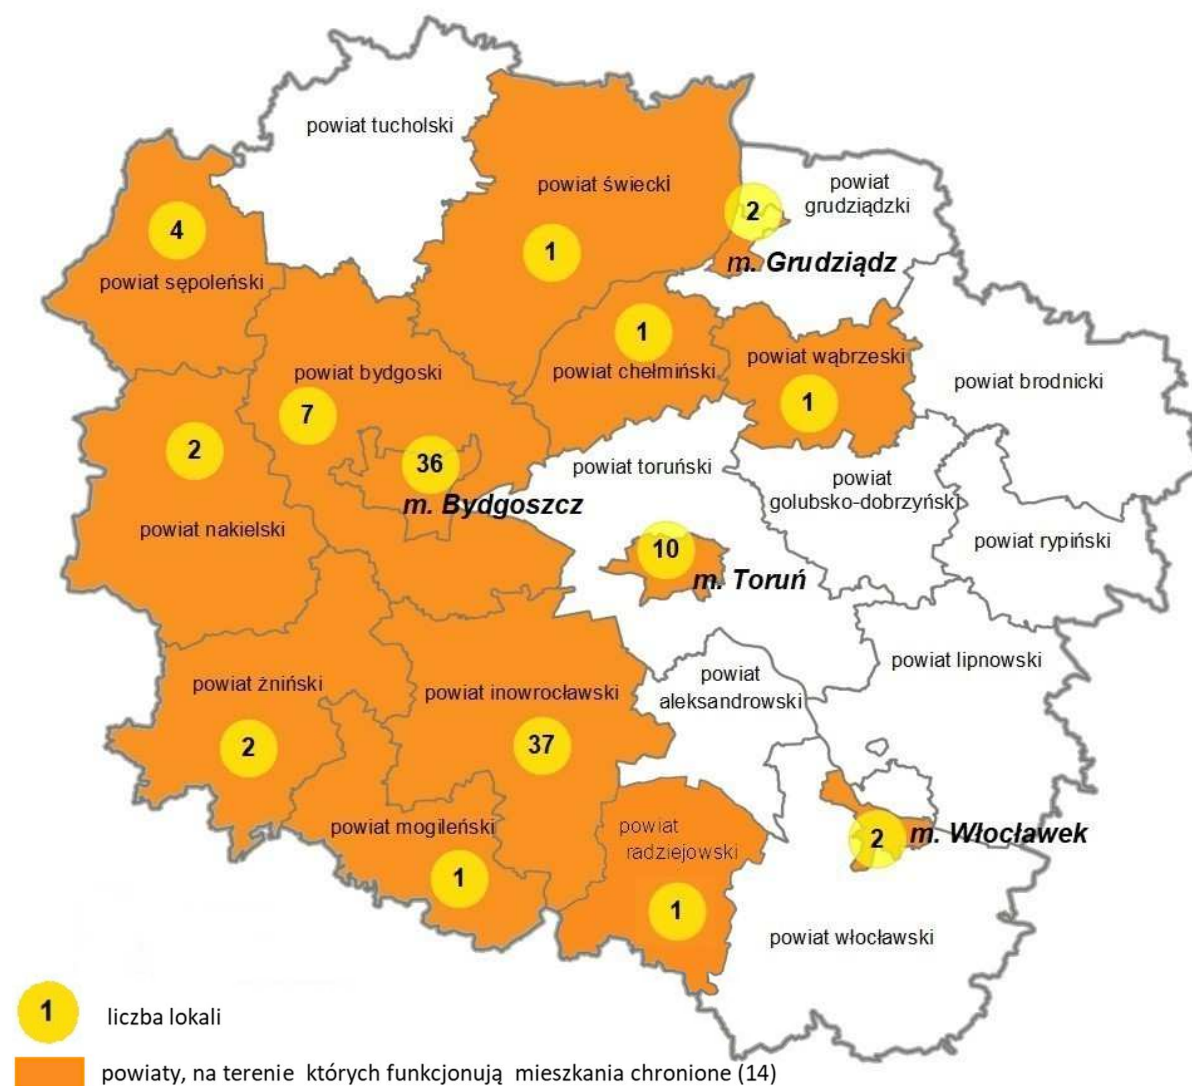 powiat tucholski
powiat świecki
powiat
grudziądzki
2
4
1
m. Grudziądz
powiat sępoleński
1
powiat wąbrzeski
powiat bydgoski
powiat chełmiński
powiat brodnicki
7
1
2
36
powiat toruński
powiat
golubsko-dobrzyński
m. Bydgoszcz
powiat nakielski
10
powiat rypiński
m. Toruń
powiat lipnowski
powiat żniński
powiat inowrocławski
powiat
aleksandrowski
2
37
powiat mogileński
powiat
radziejowski
2
m. Włocławek
1
1
powiat włocławski
1
liczba lokali
powiaty, na terenie których funkcjonują mieszkania chronione (14)